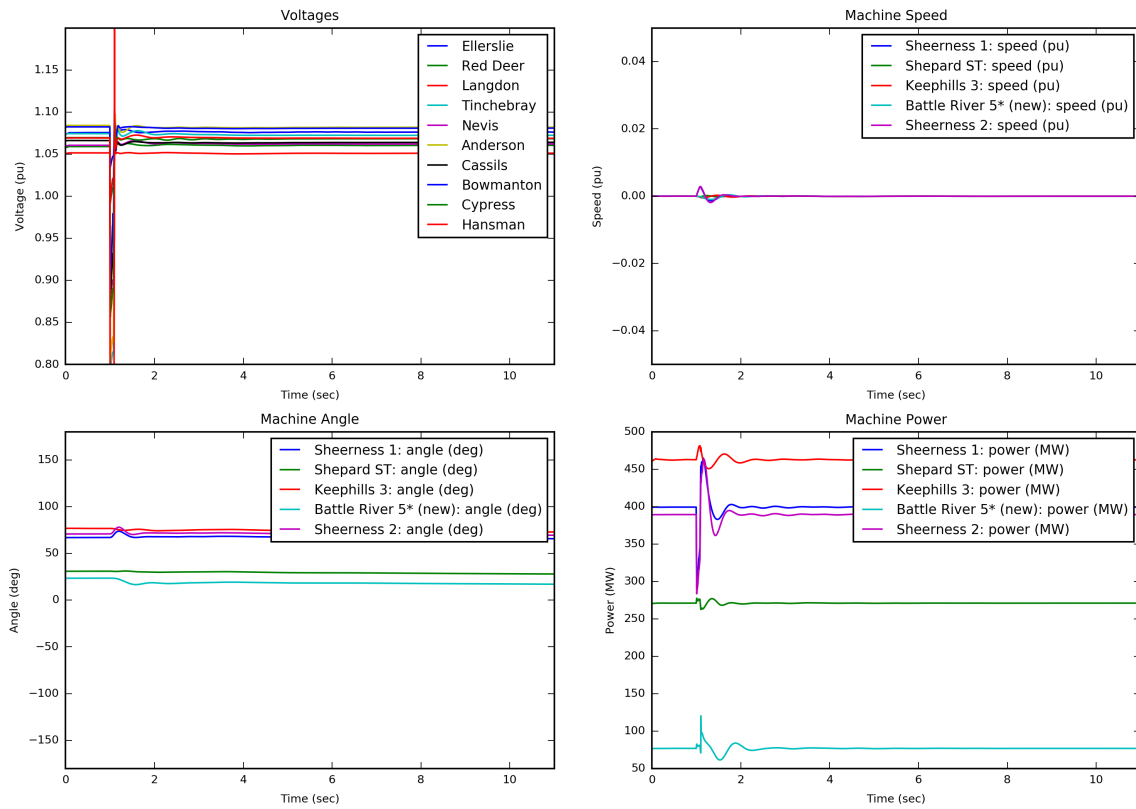 Voltages
1.15
1.10
1.05
1.00
0.95
0.90
0.85
0.80
Voltage (pu)
0 2 4 6 8 10
Time (sec)
Ellerslie
Red Deer
Langdon
Tinchebray
Nevis
Anderson
Cassils
Bowmanton
Cypress
Hansman
Machine Speed
0.04
0.02
0.00
−0.02
−0.04
Speed (pu)
0 2 4 6 8 10
Time (sec)
Sheerness 1: speed (pu)
Shepard ST: speed (pu)
Keephills 3: speed (pu)
Battle River 5* (new): speed (pu)
Sheerness 2: speed (pu)
Machine Angle
150
100
50
0
−50
−100
−150
Angle (deg)
0 2 4 6 8 10
Time (sec)
Sheerness 1: angle (deg)
Shepard ST: angle (deg)
Keephills 3: angle (deg)
Battle River 5* (new): angle (deg)
Sheerness 2: angle (deg)
Machine Power
500
450
400
350
300
250
200
150
100
50
Power (MW)
0 2 4 6 8 10
Time (sec)
Sheerness 1: power (MW)
Shepard ST: power (MW)
Keephills 3: power (MW)
Battle River 5* (new): power (MW)
Sheerness 2: power (MW)